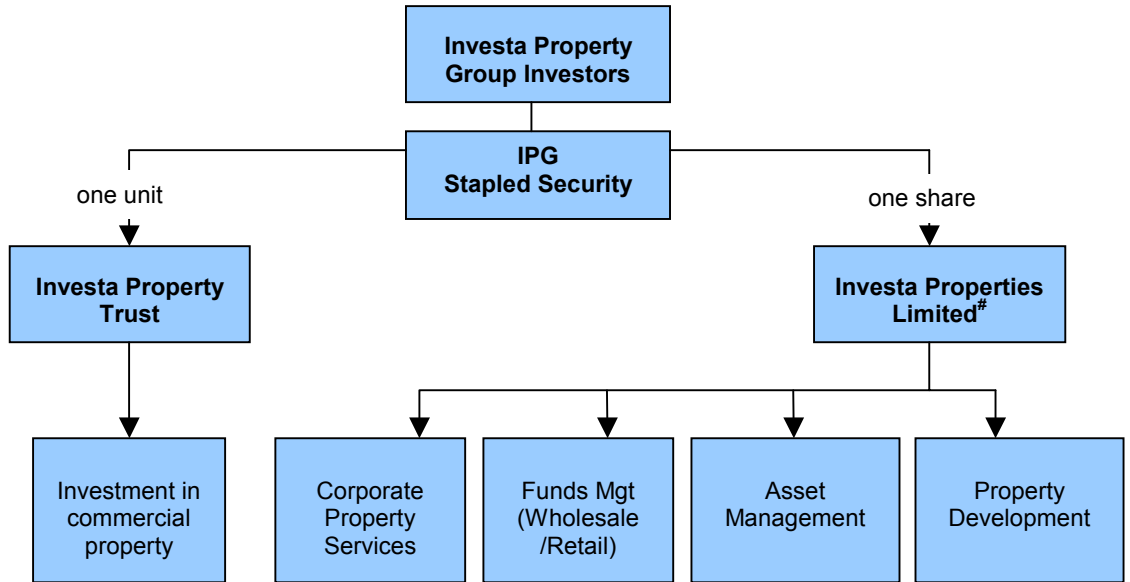 Investa Property
Group Investors
IPG
Stapled Security
one unit
one share
Investa Property
Trust
Investa Properties
Limited#
Investment in
commercial
property
Corporate
Property
Services
Funds Mgt
(Wholesale
/Retail)
Asset
Management
Property
Development